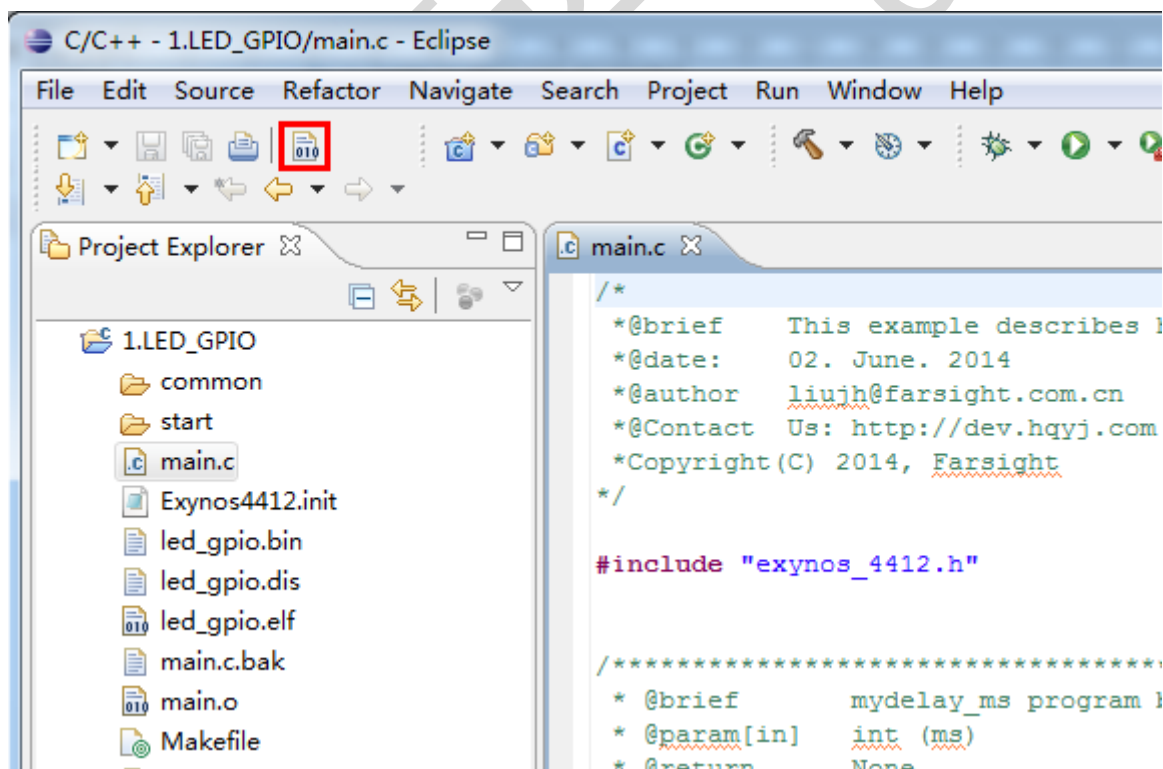 C/C++ - 1.LED_GPIO/main.c - Eclipse
File Edit Source Refactor Navigate Search Project Run Window Help
010
Project Explorer
1.LED_GPIO
common
start
main.c
Exynos4412.init
led_gpio.bin
led_gpio.dis
led_gpio.elf
main.c.bak
main.o
Makefile
main.c
/*
*@brief This example describes
*@date: 02. June. 2014
*@author liujh@farsight.com.cn
*@Contact Us: http://dev.hqyj.com
*Copyright(C) 2014, Farsight
*/
#include "exynos_4412.h"
/**********************************
* @brief mydelay_ms program
* @param[in] int (ms)
* @return None